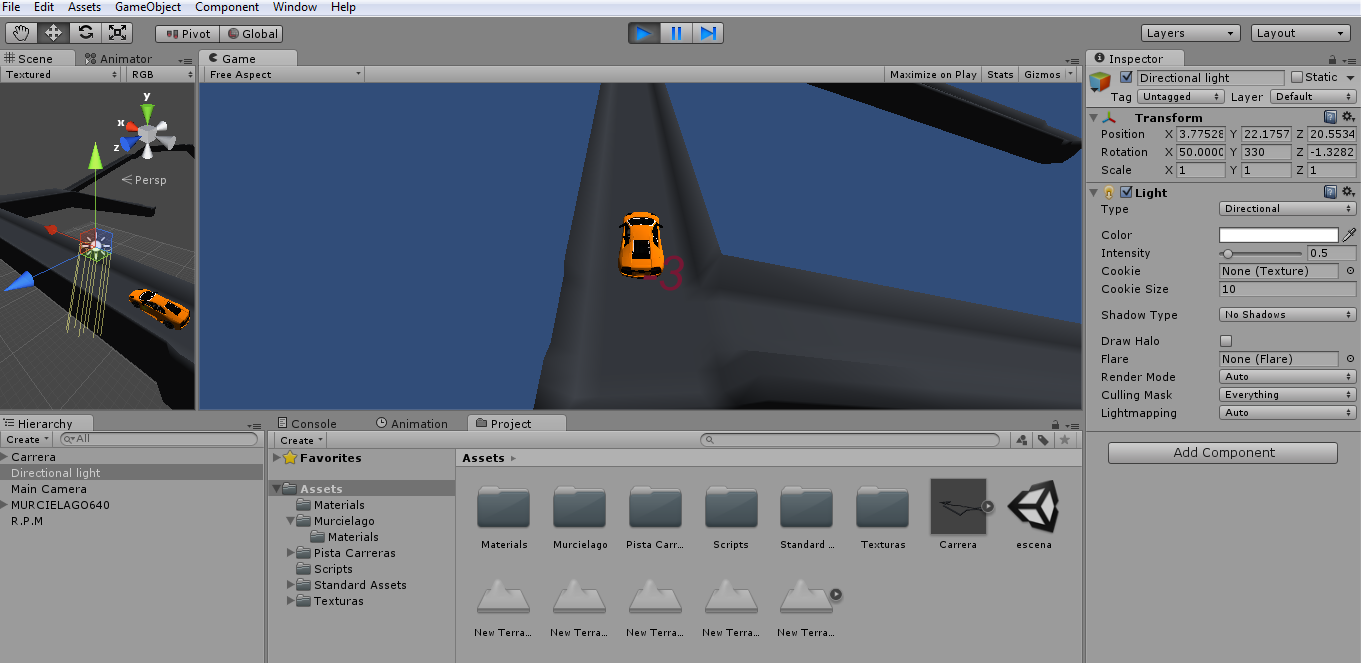 File Edit Assets GameObject Component Window Help
Pivot Global Layers Layout
Scene Animator Game Inspector
Textured RGB Free Aspect Maximize on Play Stats Gizmos
Directional light Static
Tag Untagged Layer Default
Transform
Position X 3.77528 Y 22.1757 Z 20.5534
Rotation X 50.0000 Y 330 Z -1.3282
Scale X 1 Y 1 Z 1
Light
Type Directional
Color
Intensity 0.5
Cookie None (Texture)
Cookie Size 10
Shadow Type No Shadows
Draw Halo
Flare None (Flare)
Render Mode Auto
Culling Mask Everything
Lightmapping Auto
Add Component
y
x
z
Persp
-3
Hierarchy
Create All
Carrera
Directional light
Main Camera
MURCIELAGO640
R.P.M
Console Animation Project
Create
Favorites
Assets
Materials
Murcielago
Materials
Pista Carreras
Scripts
Standard Assets
Texturas
Assets
Materials Murcielago Pista Carr... Scripts Standard ... Texturas Carrera escena
New Terra... New Terra... New Terra... New Terra... New Terra...